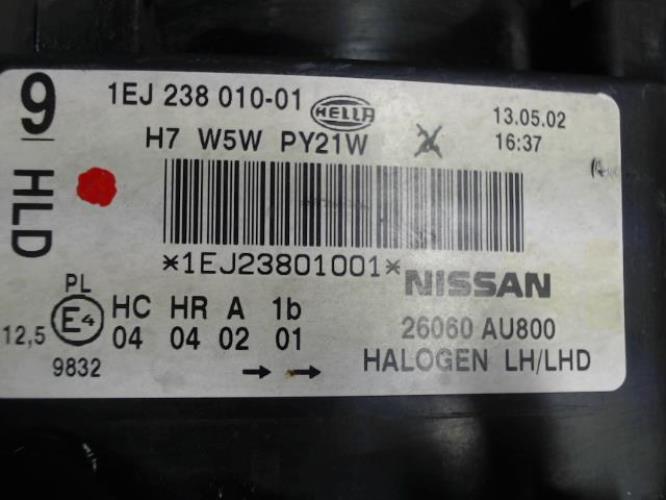 9 HLD
1EJ 238 010-01 HELLA 13.05.02
H7 W5W PY21W 16:37
*1EJ23801001* NISSAN
PL
12,5 E4 HC HR A 1b 26060 AU800
04 04 02 01
9832 HALOGEN LH/LHD